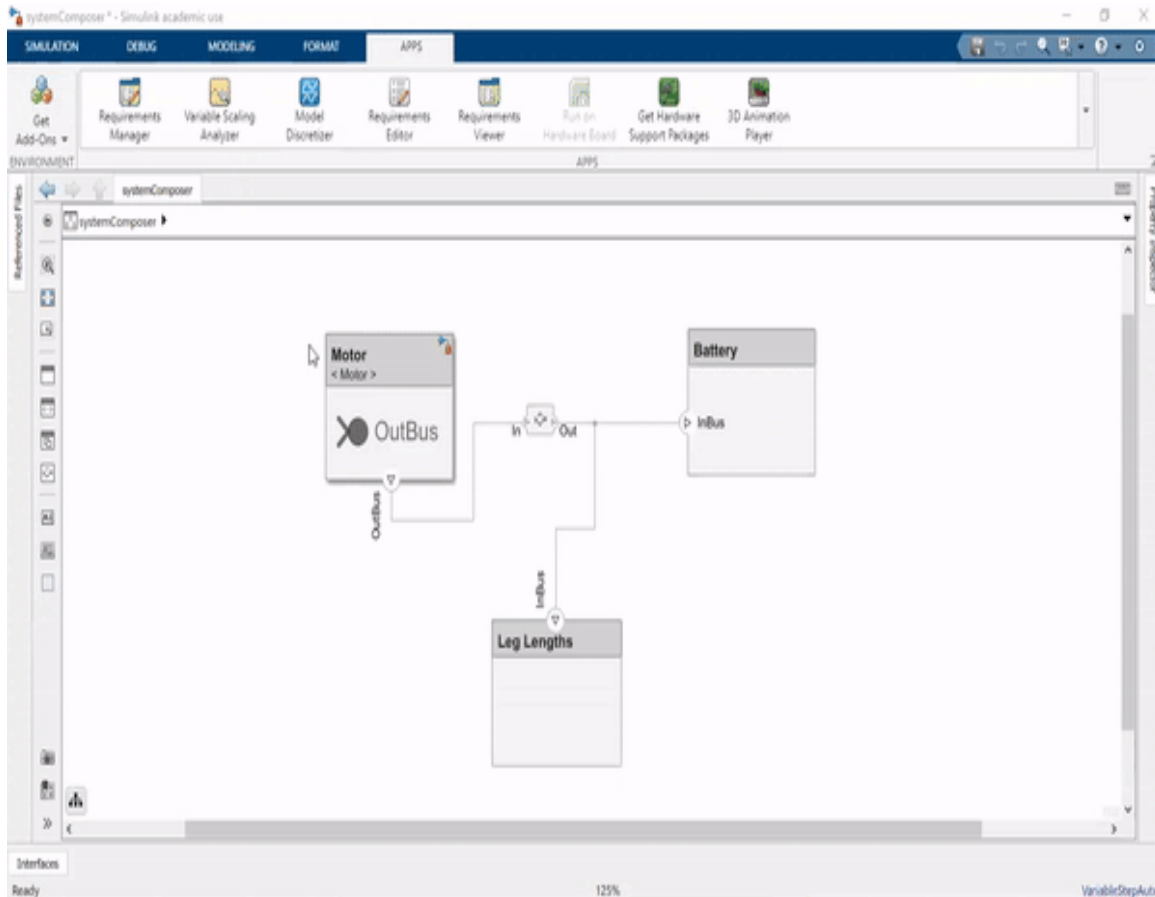 systemComposer * - Simulink academic use
SIMULATION DEBUG MODELING FORMAT APPS
Get Add-Ons
Requirements Manager
Variable Scaling Analyzer
Model Discretizer
Requirements Editor
Requirements Viewer
Run on Hardware Board
Get Hardware Support Packages
3D Animation Player
ENVIRONMENT
APPS
Referenced Files
systemComposer
Property Inspector
systemComposer
Motor
< Motor >
OutBus
OutBus
In
Out
Battery
InBus
InBus
Leg Lengths
Interfaces
Ready
125%
VariableStepAuto